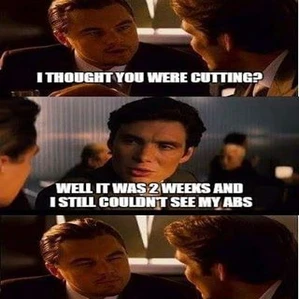 I THOUGHT YOU WERE CUTTING?
WELL IT WAS 2 WEEKS AND
I STILL COULDN'T SEE MY ABS